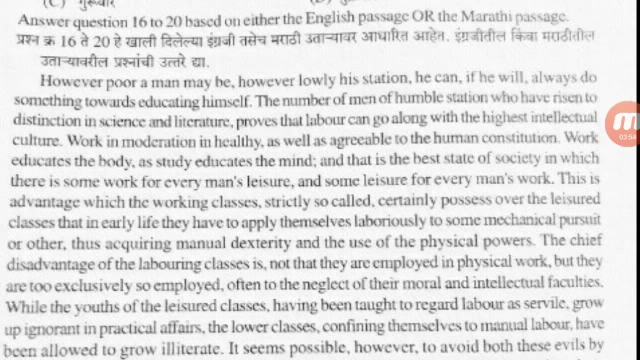 (C) गुरूवार
Answer question 16 to 20 based on either the English passage OR the Marathi passage.
प्रश्न क्र 16 ते 20 हे खाली दिलेल्या इंग्रजी तसेच मराठी उताऱ्यावर आधारित आहेत. इंग्रजीतील किंवा मराठीतील
उताऱ्यावरील प्रश्नांची उत्तरे द्या.
However poor a man may be, however lowly his station, he can, if he will, always do
something towards educating himself. The number of men of humble station who have risen to
distinction in science and literature, proves that labour can go along with the highest intellectual
culture. Work in moderation in healthy, as well as agreeable to the human constitution. Work
educates the body, as study educates the mind; and that is the best state of society in which
there is some work for every man's leisure, and some leisure for every man's work. This is
advantage which the working classes, strictly so called, certainly possess over the leisured
classes that in early life they have to apply themselves laboriously to some mechanical pursuit
or other, thus acquiring manual dexterity and the use of the physical powers. The chief
disadvantage of the labouring classes is, not that they are employed in physical work, but they
are too exclusively so employed, often to the neglect of their moral and intellectual faculties.
While the youths of the leisured classes, having been taught to regard labour as servile, grow
up ignorant in practical affairs, the lower classes, confining themselves to manual labour, have
been allowed to grow illiterate. It seems possible, however, to avoid both these evils by
03:54